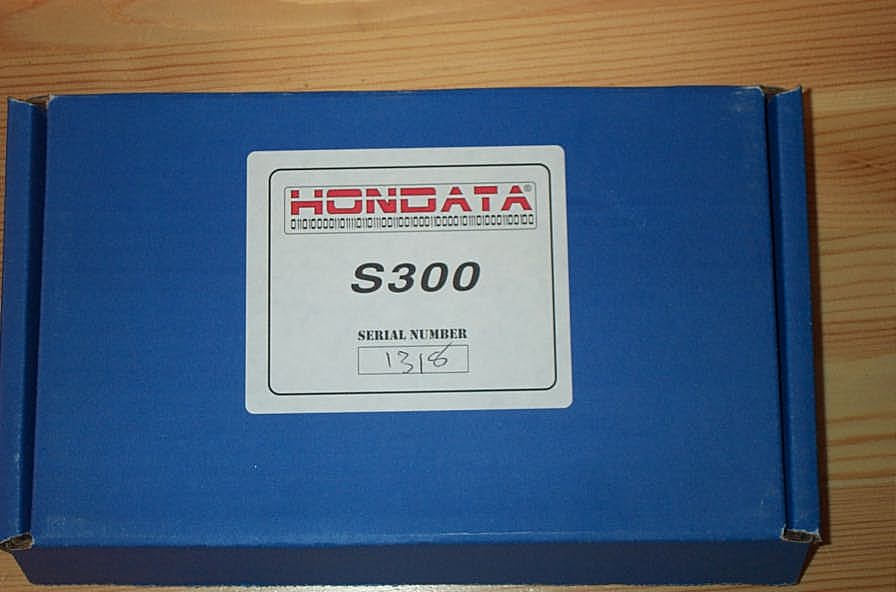 HONDATA®
S300
SERIAL NUMBER
1318